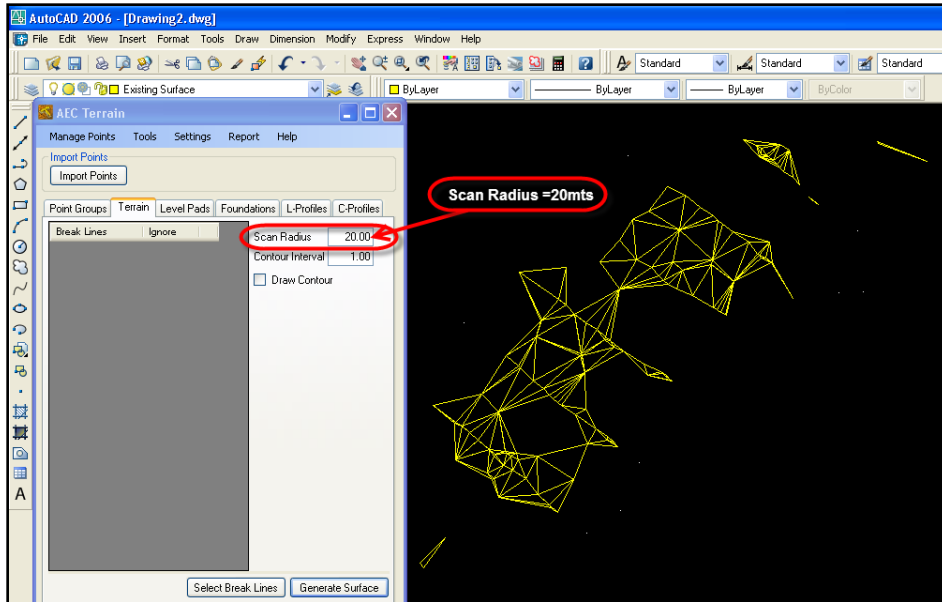 AutoCAD 2006 - [Drawing2.dwg]
File Edit View Insert Format Tools Draw Dimension Modify Express Window Help
Standard Standard Standard
Existing Surface ByLayer ByLayer ByLayer ByColor
AEC Terrain
Manage Points Tools Settings Report Help
Import Points
Import Points
Point Groups Terrain Level Pads Foundations L-Profiles C-Profiles
Break Lines Ignore
Scan Radius 20.00
Contour Interval 1.00
Draw Contour
Scan Radius =20mts
A
Select Break Lines Generate Surface